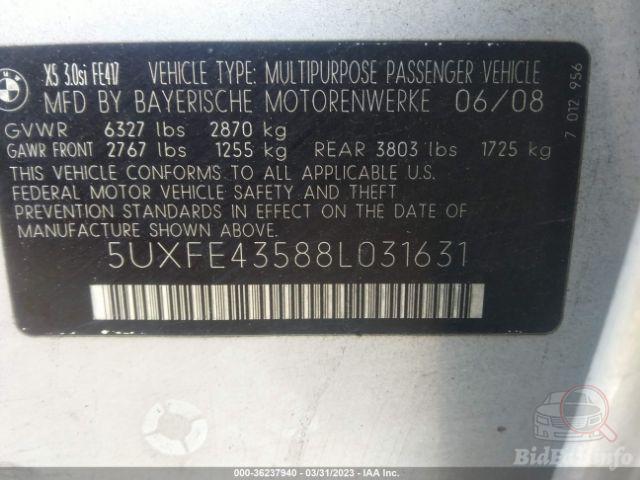 X5 3.0si FE417 VEHICLE TYPE: MULTIPURPOSE PASSENGER VEHICLE
MFD BY BAYERISCHE MOTORENWERKE 06/08
GVWR 6327 lbs 2870 kg
GAWR FRONT 2767 lbs 1255 kg REAR 3803 lbs 1725 kg
THIS VEHICLE CONFORMS TO ALL APPLICABLE U.S.
FEDERAL MOTOR VEHICLE SAFETY AND THEFT
PREVENTION STANDARDS IN EFFECT ON THE DATE OF
MANUFACTURE SHOWN ABOVE.
5UXFE43588L031631
7 012 956
BidEdInfo
000-36237940 - 03/31/2023 - IAA Inc.